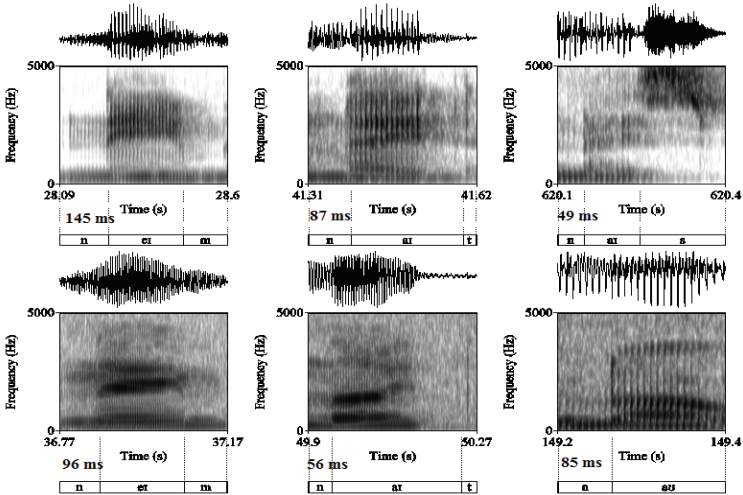 5000 5000 5000
Frequency (Hz) Frequency (Hz) Frequency (Hz)
0 0 0
28.09 28.6 41.31 41.62 620.1 620.4
Time (s) Time (s) Time (s)
145 ms 87 ms 49 ms
n eɪ m n aɪ t n aɪ s
5000 5000 5000
Frequency (Hz) Frequency (Hz) Frequency (Hz)
0 0 0
36.77 37.17 49.9 50.27 149.2 149.4
Time (s) Time (s) Time (s)
96 ms 56 ms 85 ms
n eɪ m n aɪ t n aʊ